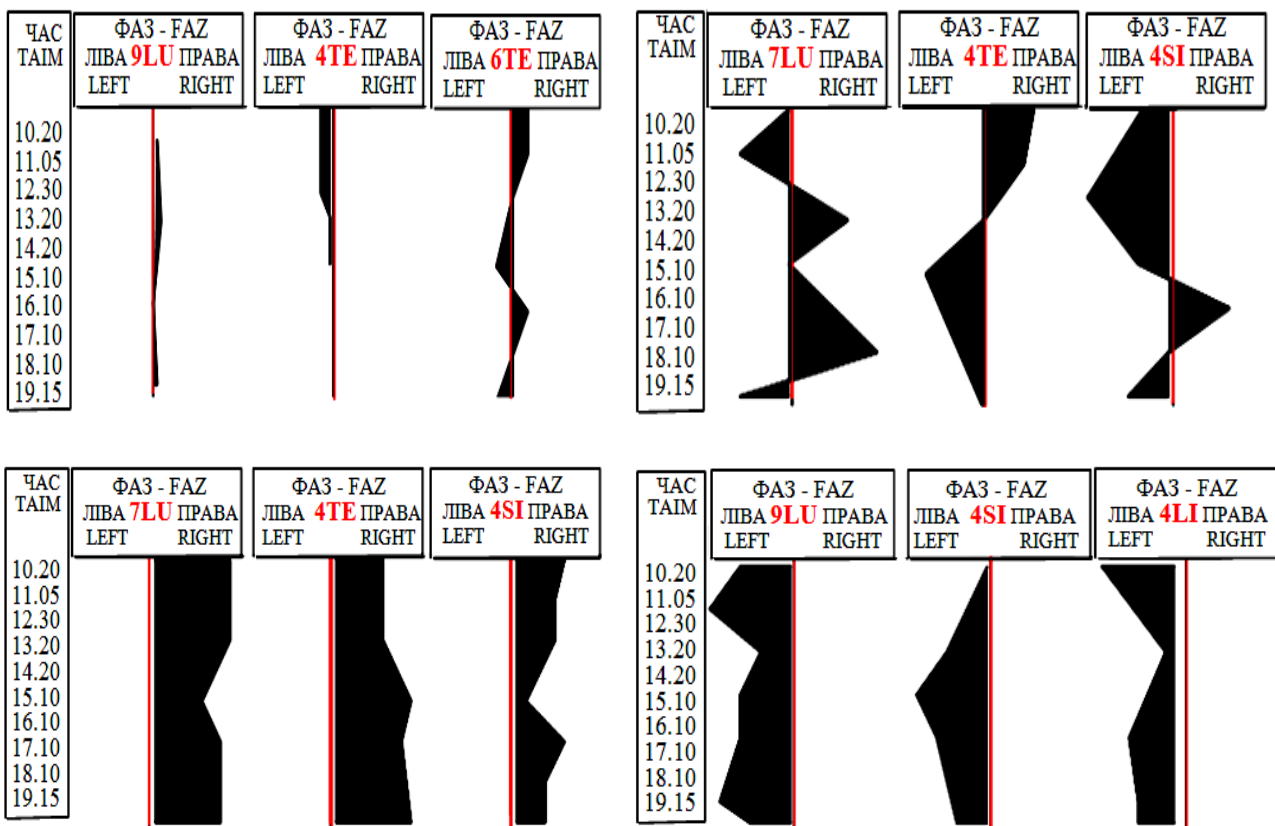 ЧАС
ТАІМ
ФАЗ - FAZ
ЛІВА 9LU ПРАВА
LEFT RIGHT
ФАЗ - FAZ
ЛІВА 4TE ПРАВА
LEFT RIGHT
ФАЗ - FAZ
ЛІВА 6TE ПРАВА
LEFT RIGHT
10.20
11.05
12.30
13.20
14.20
15.10
16.10
17.10
18.10
19.15
ЧАС
ТАІМ
ФАЗ - FAZ
ЛІВА 7LU ПРАВА
LEFT RIGHT
ФАЗ - FAZ
ЛІВА 4TE ПРАВА
LEFT RIGHT
ФАЗ - FAZ
ЛІВА 4SI ПРАВА
LEFT RIGHT
10.20
11.05
12.30
13.20
14.20
15.10
16.10
17.10
18.10
19.15
ЧАС
ТАІМ
ФАЗ - FAZ
ЛІВА 7LU ПРАВА
LEFT RIGHT
ФАЗ - FAZ
ЛІВА 4TE ПРАВА
LEFT RIGHT
ФАЗ - FAZ
ЛІВА 4SI ПРАВА
LEFT RIGHT
10.20
11.05
12.30
13.20
14.20
15.10
16.10
17.10
18.10
19.15
ЧАС
ТАІМ
ФАЗ - FAZ
ЛІВА 9LU ПРАВА
LEFT RIGHT
ФАЗ - FAZ
ЛІВА 4SI ПРАВА
LEFT RIGHT
ФАЗ - FAZ
ЛІВА 4LI ПРАВА
LEFT RIGHT
10.20
11.05
12.30
13.20
14.20
15.10
16.10
17.10
18.10
19.15